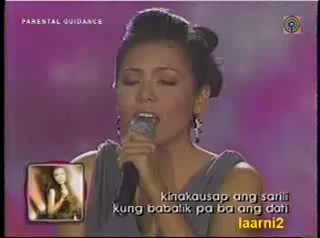 PARENTAL GUIDANCE
kinakausap ang sarili
kung babalik pa ba ang dati
laarni2